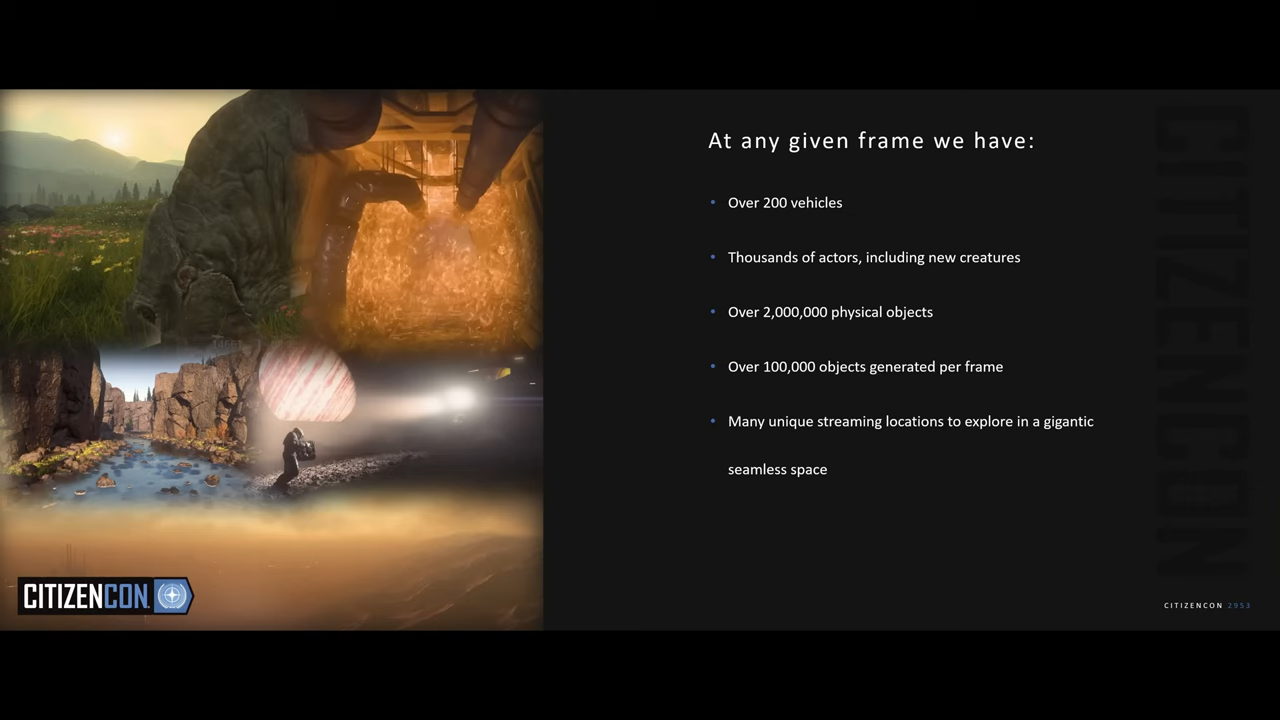 At any given frame we have:
• Over 200 vehicles
• Thousands of actors, including new creatures
• Over 2,000,000 physical objects
• Over 100,000 objects generated per frame
• Many unique streaming locations to explore in a gigantic
seamless space
CITIZENCON
CITIZENCON
CITIZENCON 2953